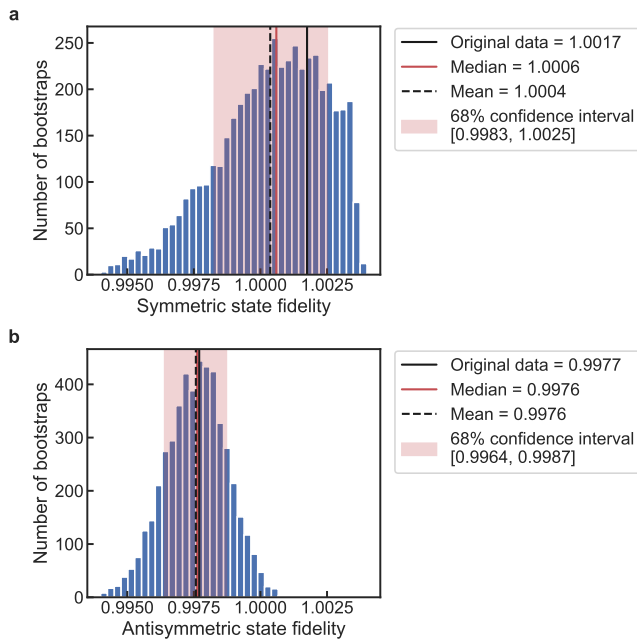 a
Number of bootstraps
250
200
150
100
50
0
0.9950 0.9975 1.0000 1.0025
Symmetric state fidelity
Original data = 1.0017
Median = 1.0006
Mean = 1.0004
68% confidence interval
[0.9983, 1.0025]
b
Number of bootstraps
400
300
200
100
0
0.9950 0.9975 1.0000 1.0025
Antisymmetric state fidelity
Original data = 0.9977
Median = 0.9976
Mean = 0.9976
68% confidence interval
[0.9964, 0.9987]